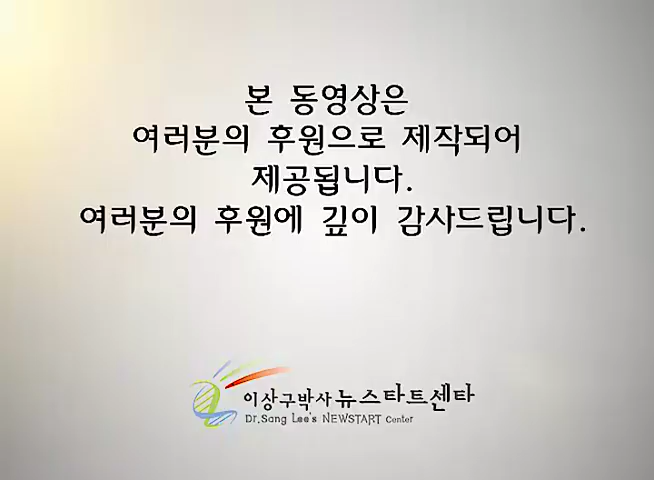 본 동영상은
여러분의 후원으로 제작되어
제공됩니다.
여러분의 후원에 깊이 감사드립니다.
이상구박사 뉴스타트센타
Dr.Sang Lee's NEWSTART Center